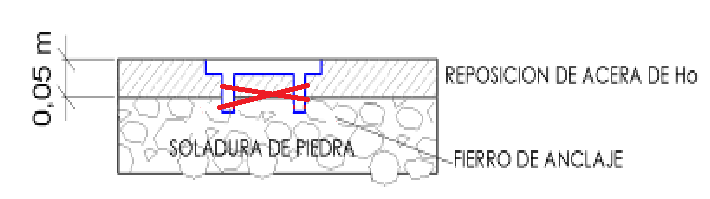 0,05 m
REPOSICION DE ACERA DE Ho
SOLADURA DE PIEDRA
FIERRO DE ANCLAJE